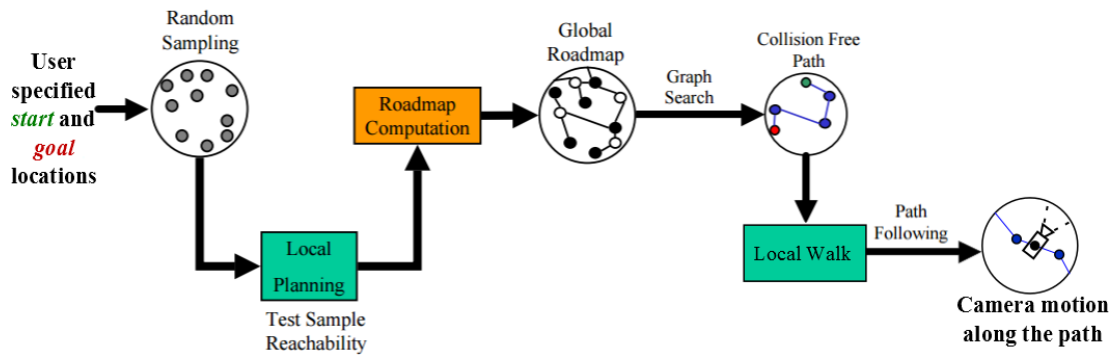 User
specified
start and
goal
locations
Random
Sampling
Local
Planning
Test Sample
Reachability
Roadmap
Computation
Global
Roadmap
Graph
Search
Collision Free
Path
Local Walk
Path
Following
Camera motion
along the path